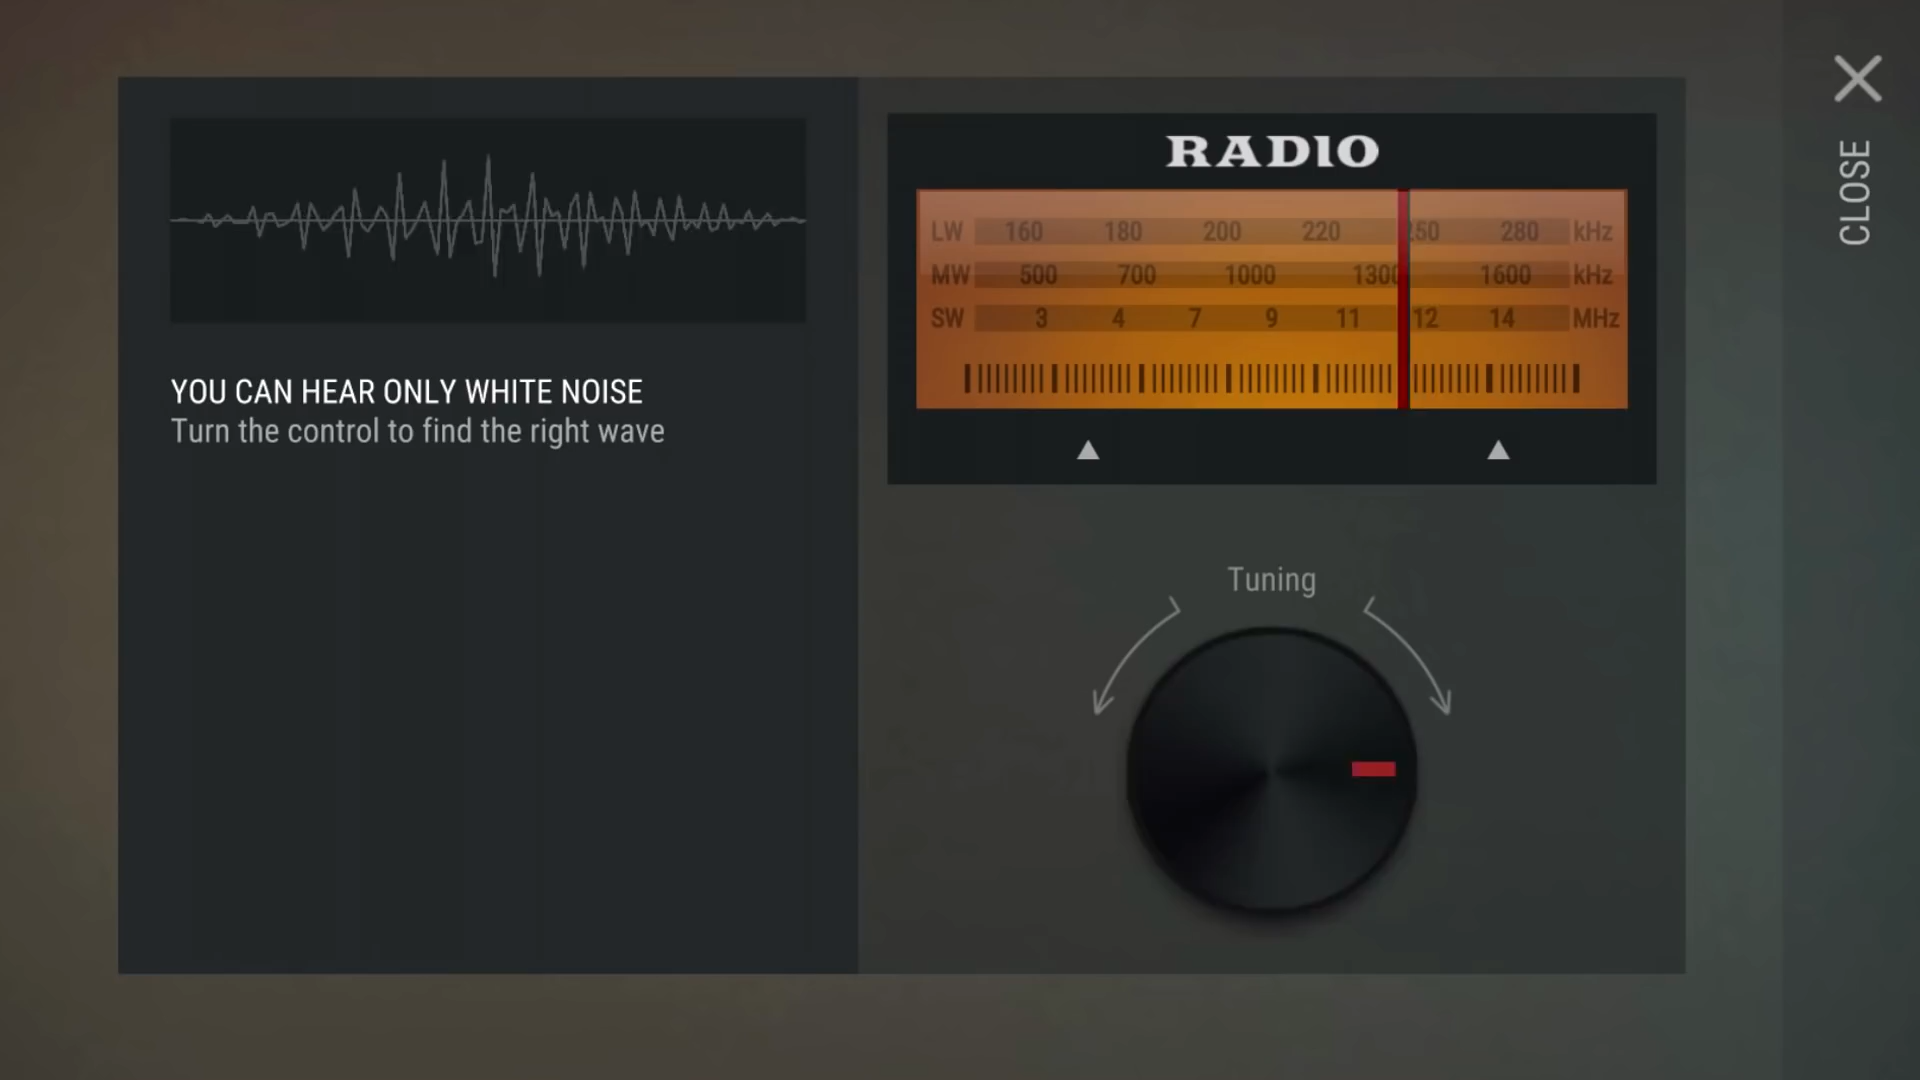 RADIO
LW 160 180 200 220 250 280 kHz
MW 500 700 1000 1300 1600 kHz
SW 3 4 7 9 11 12 14 MHz
YOU CAN HEAR ONLY WHITE NOISE
Turn the control to find the right wave
Tuning
CLOSE